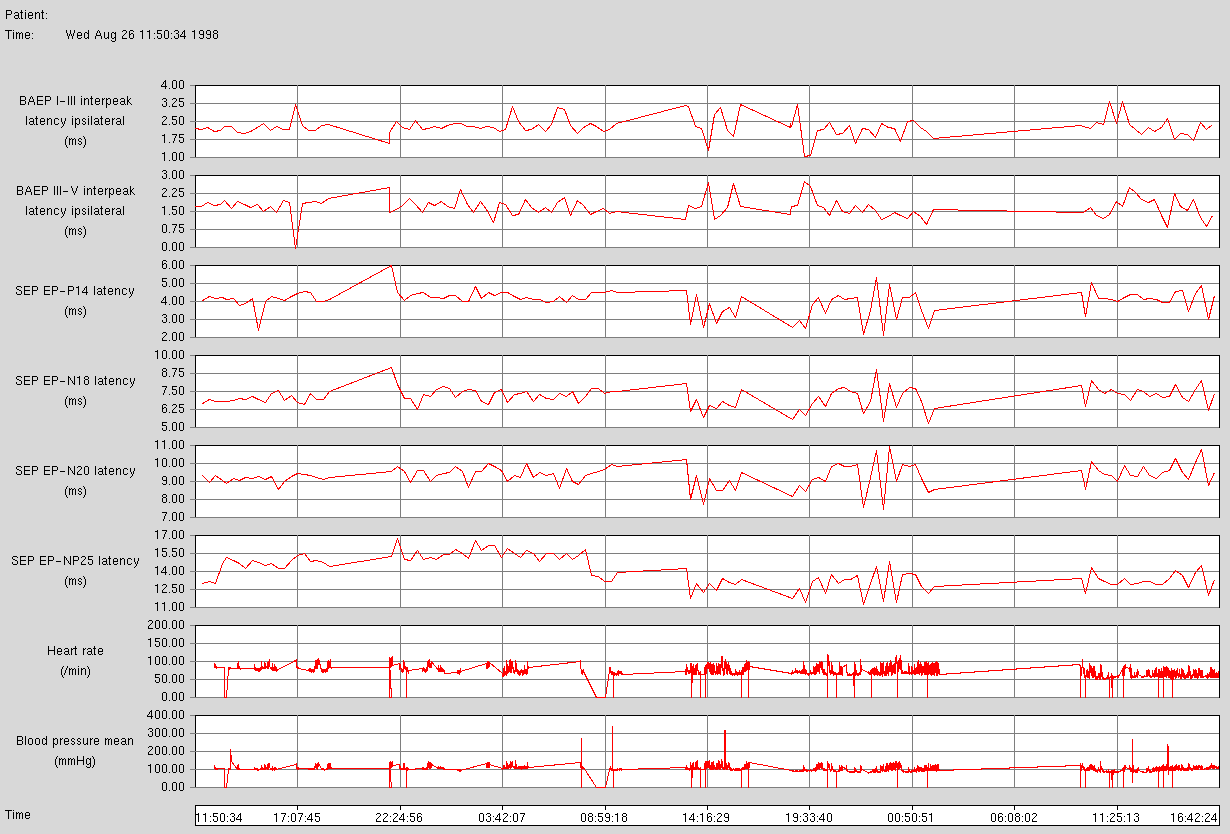 Patient:
Time: Wed Aug 26 11:50:34 1998
BAEP I-III interpeak
latency ipsilateral
(ms)
4.00
3.25
2.50
1.75
1.00
BAEP III-V interpeak
latency ipsilateral
(ms)
3.00
2.25
1.50
0.75
0.00
SEP EP-P14 latency
(ms)
6.00
5.00
4.00
3.00
2.00
SEP EP-N18 latency
(ms)
10.00
8.75
7.50
6.25
5.00
SEP EP-N20 latency
(ms)
11.00
10.00
9.00
8.00
7.00
SEP EP-NP25 latency
(ms)
17.00
15.50
14.00
12.50
11.00
Heart rate
(/min)
200.00
150.00
100.00
50.00
0.00
Blood pressure mean
(mmHg)
400.00
300.00
200.00
100.00
0.00
Time 11:50:34 17:07:45 22:24:56 03:42:07 08:59:18 14:16:29 19:33:40 00:50:51 06:08:02 11:25:13 16:42:24